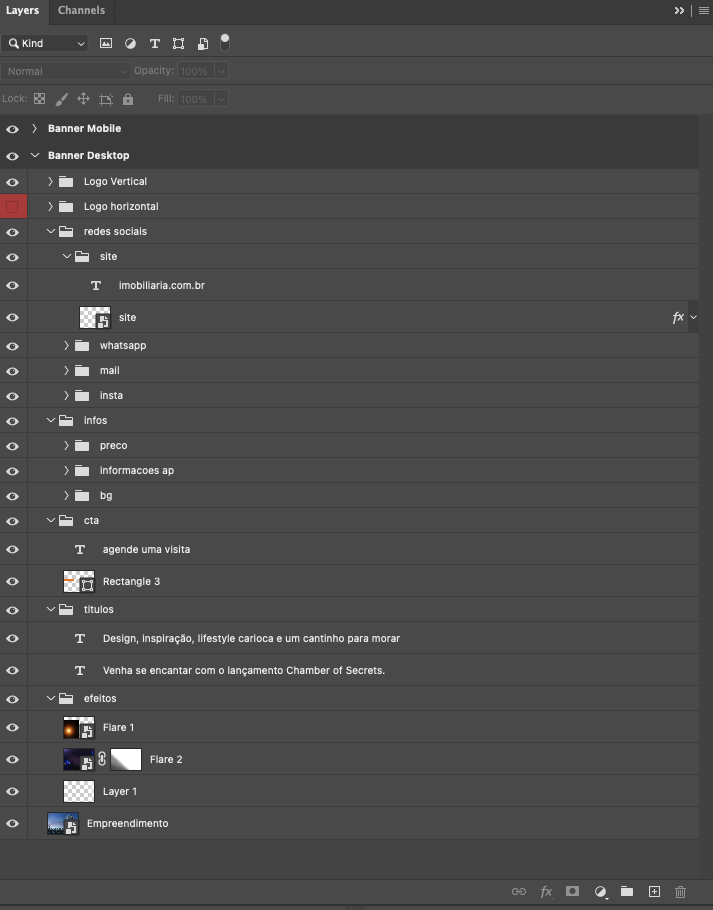 Layers Channels
Kind
Normal Opacity: 100%
Lock: Fill: 100%
Banner Mobile
Banner Desktop
Logo Vertical
Logo horizontal
redes sociais
site
imobiliaria.com.br
site fx
whatsapp
mail
insta
infos
preco
informacoes ap
bg
cta
agende uma visita
Rectangle 3
titulos
Design, inspiração, lifestyle carioca e um cantinho para morar
Venha se encantar com o lançamento Chamber of Secrets.
efeitos
Flare 1
Flare 2
Layer 1
Empreendimento
fx